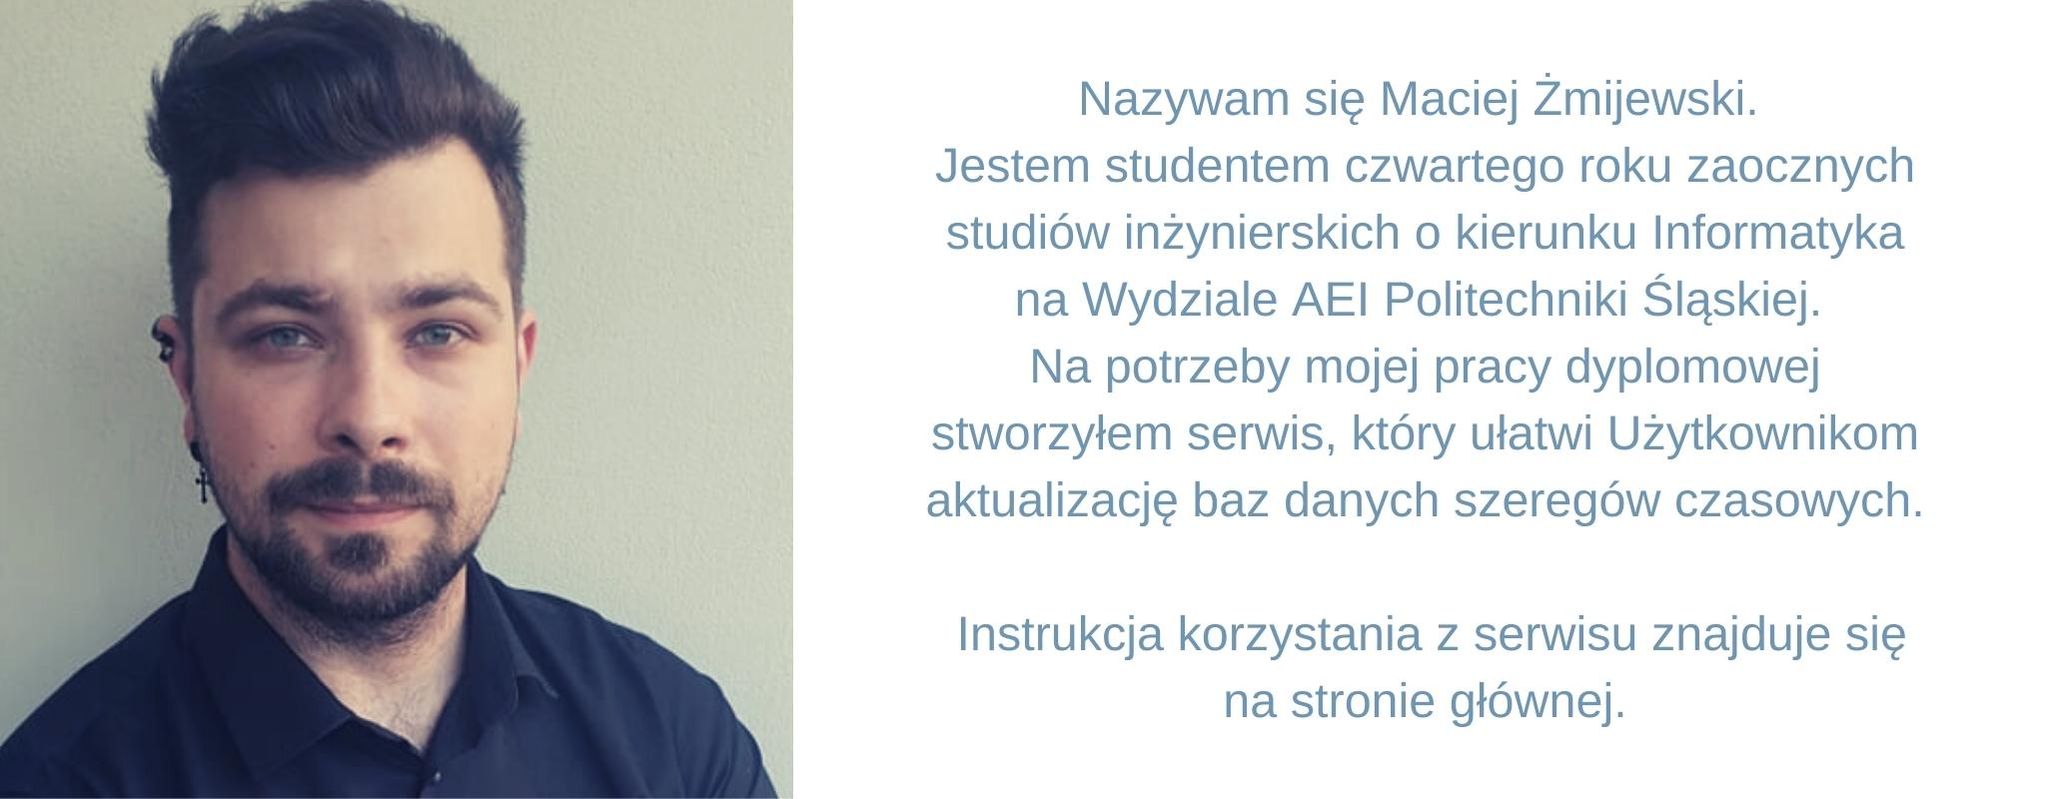 Nazywam się Maciej Żmijewski.
Jestem studentem czwartego roku zaocznych
studiów inżynierskich o kierunku Informatyka
na Wydziale AEI Politechniki Śląskiej.
Na potrzeby mojej pracy dyplomowej
stworzyłem serwis, który ułatwi Użytkownikom
aktualizację baz danych szeregów czasowych.
Instrukcja korzystania z serwisu znajduje się
na stronie głównej.